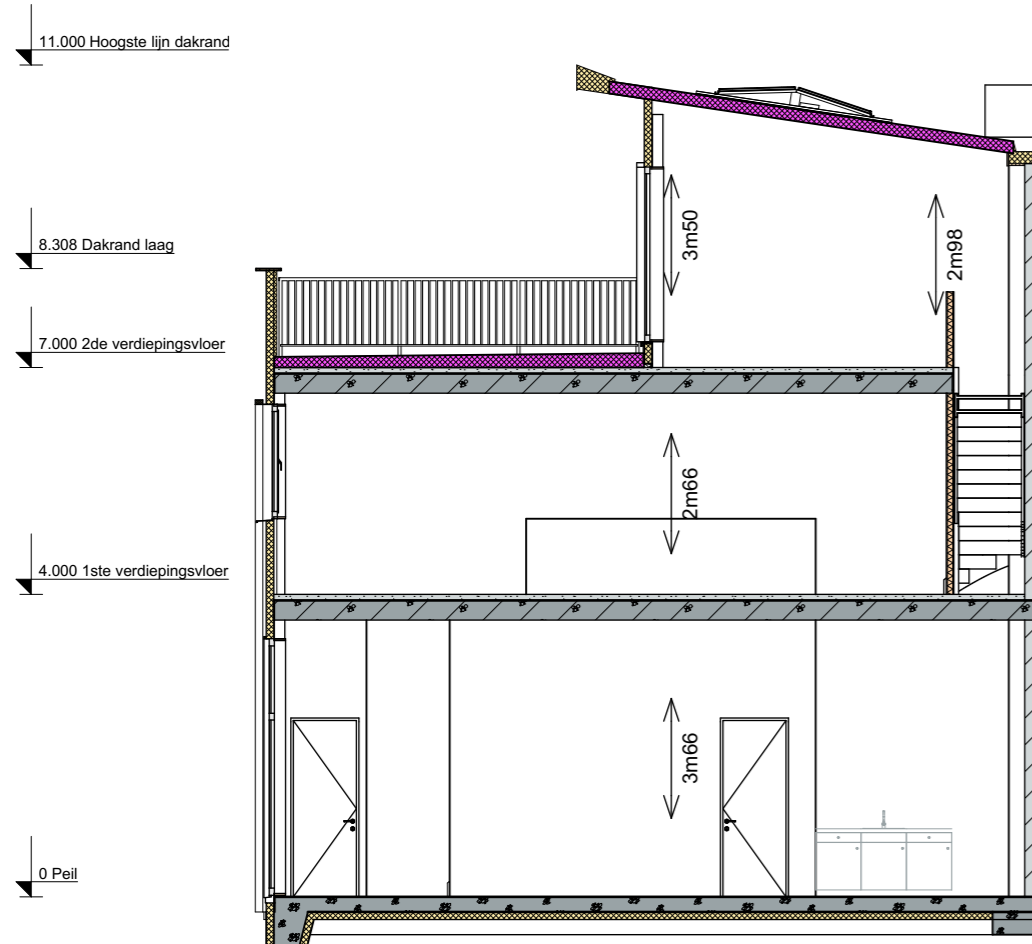 11.000 Hoogste lijn dakrand
3m50
2m98
8.308 Dakrand laag
7.000 2de verdiepingsvloer
2m66
4.000 1ste verdiepingsvloer
3m66
0 Peil